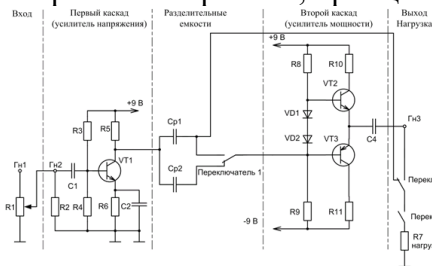 Вход
Первый каскад
(усилитель напряжения)
Разделительные
емкости
Второй каскад
(усилитель мощности)
Выход
Нагрузка
+9 В
R8
R10
VT2
+9 В
R3
R5
Ср1
VD1
Гн3
Гн1
Гн2
VT1
VD2
VT3
C4
C1
Ср2
Переключатель 1
R1
R2
R4
R6
C2
R9
R11
-9 В
R7